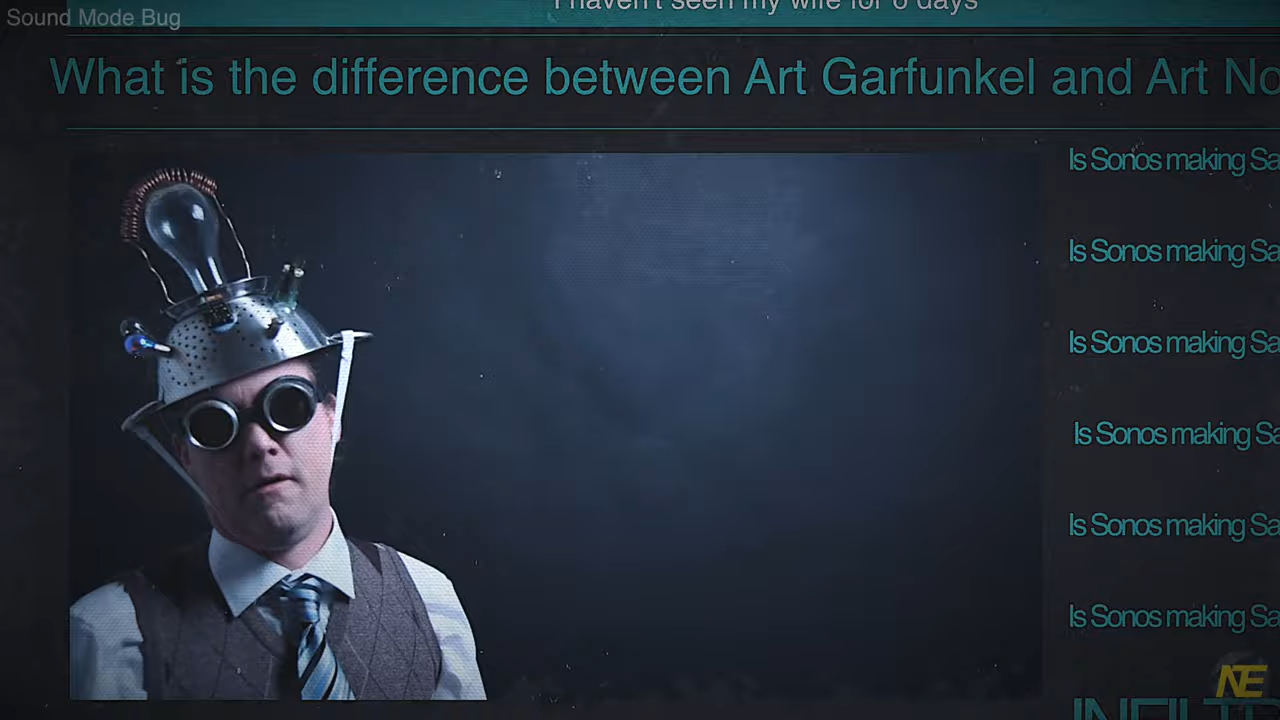 Sound Mode Bug
I haven't seen my wife for 6 days
What is the difference between Art Garfunkel and Art No
Is Sonos making Sa
Is Sonos making Sa
Is Sonos making Sa
Is Sonos making Sa
Is Sonos making Sa
Is Sonos making Sa
NE